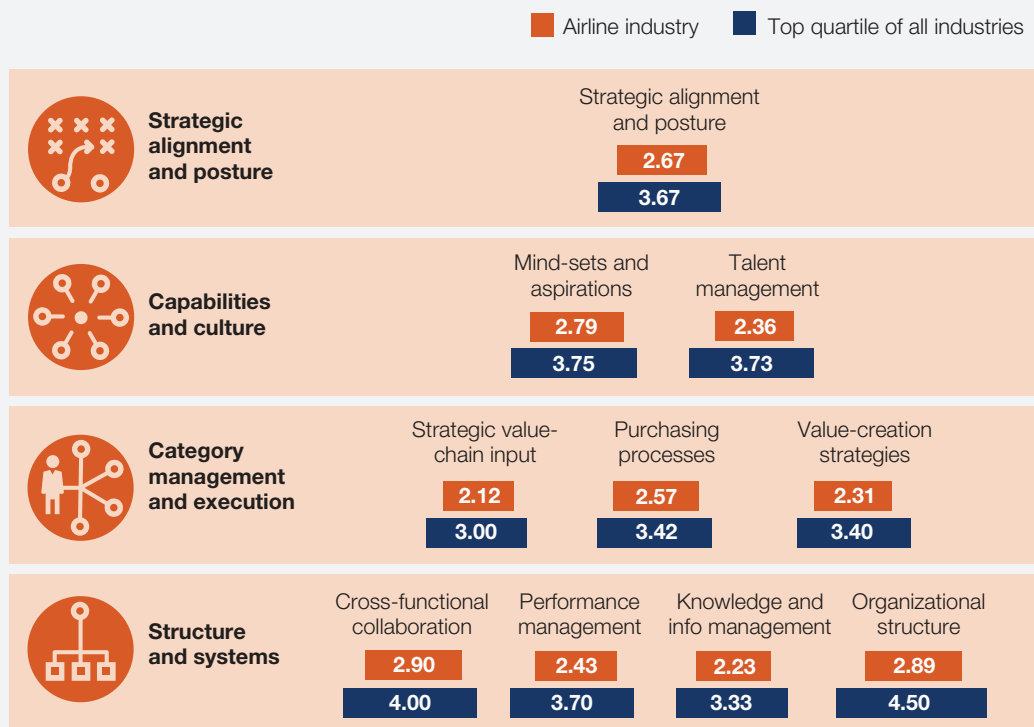 Airline industry Top quartile of all industries
Strategic
alignment
and posture
Strategic alignment
and posture
2.67
3.67
Capabilities
and culture
Mind-sets and
aspirations
2.79
3.75
Talent
management
2.36
3.73
Category
management
and execution
Strategic value-
chain input
2.12
3.00
Purchasing
processes
2.57
3.42
Value-creation
strategies
2.31
3.40
Structure
and systems
Cross-functional
collaboration
2.90
4.00
Performance
management
2.43
3.70
Knowledge and
info management
2.23
3.33
Organizational
structure
2.89
4.50